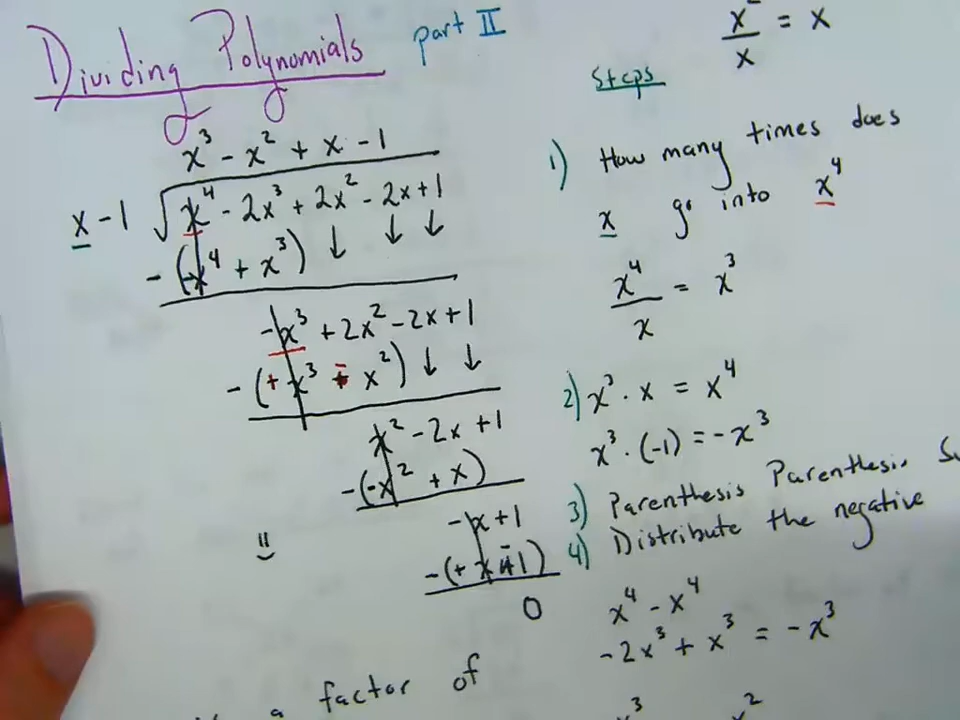 Dividing Polynomials part II
x³ - x² + x - 1
x - 1 √ x⁴ - 2x³ + 2x² - 2x + 1
- (-x⁴ + x³) ↓ ↓ ↓
-x³ + 2x² - 2x + 1
- (+ x³ - x²) ↓ ↓
x² - 2x + 1
- (-x² + x)
-x + 1
- (+ x - 1)
0
a factor of
x² / x = x
Steps
1) How many times does
x go into x⁴
x⁴ / x = x³
2) x³ · x = x⁴
x³ · (-1) = -x³
3) Parenthesis Parenthesis
4) Distribute the negative
x⁴ - x⁴
-2x³ + x³ = -x³